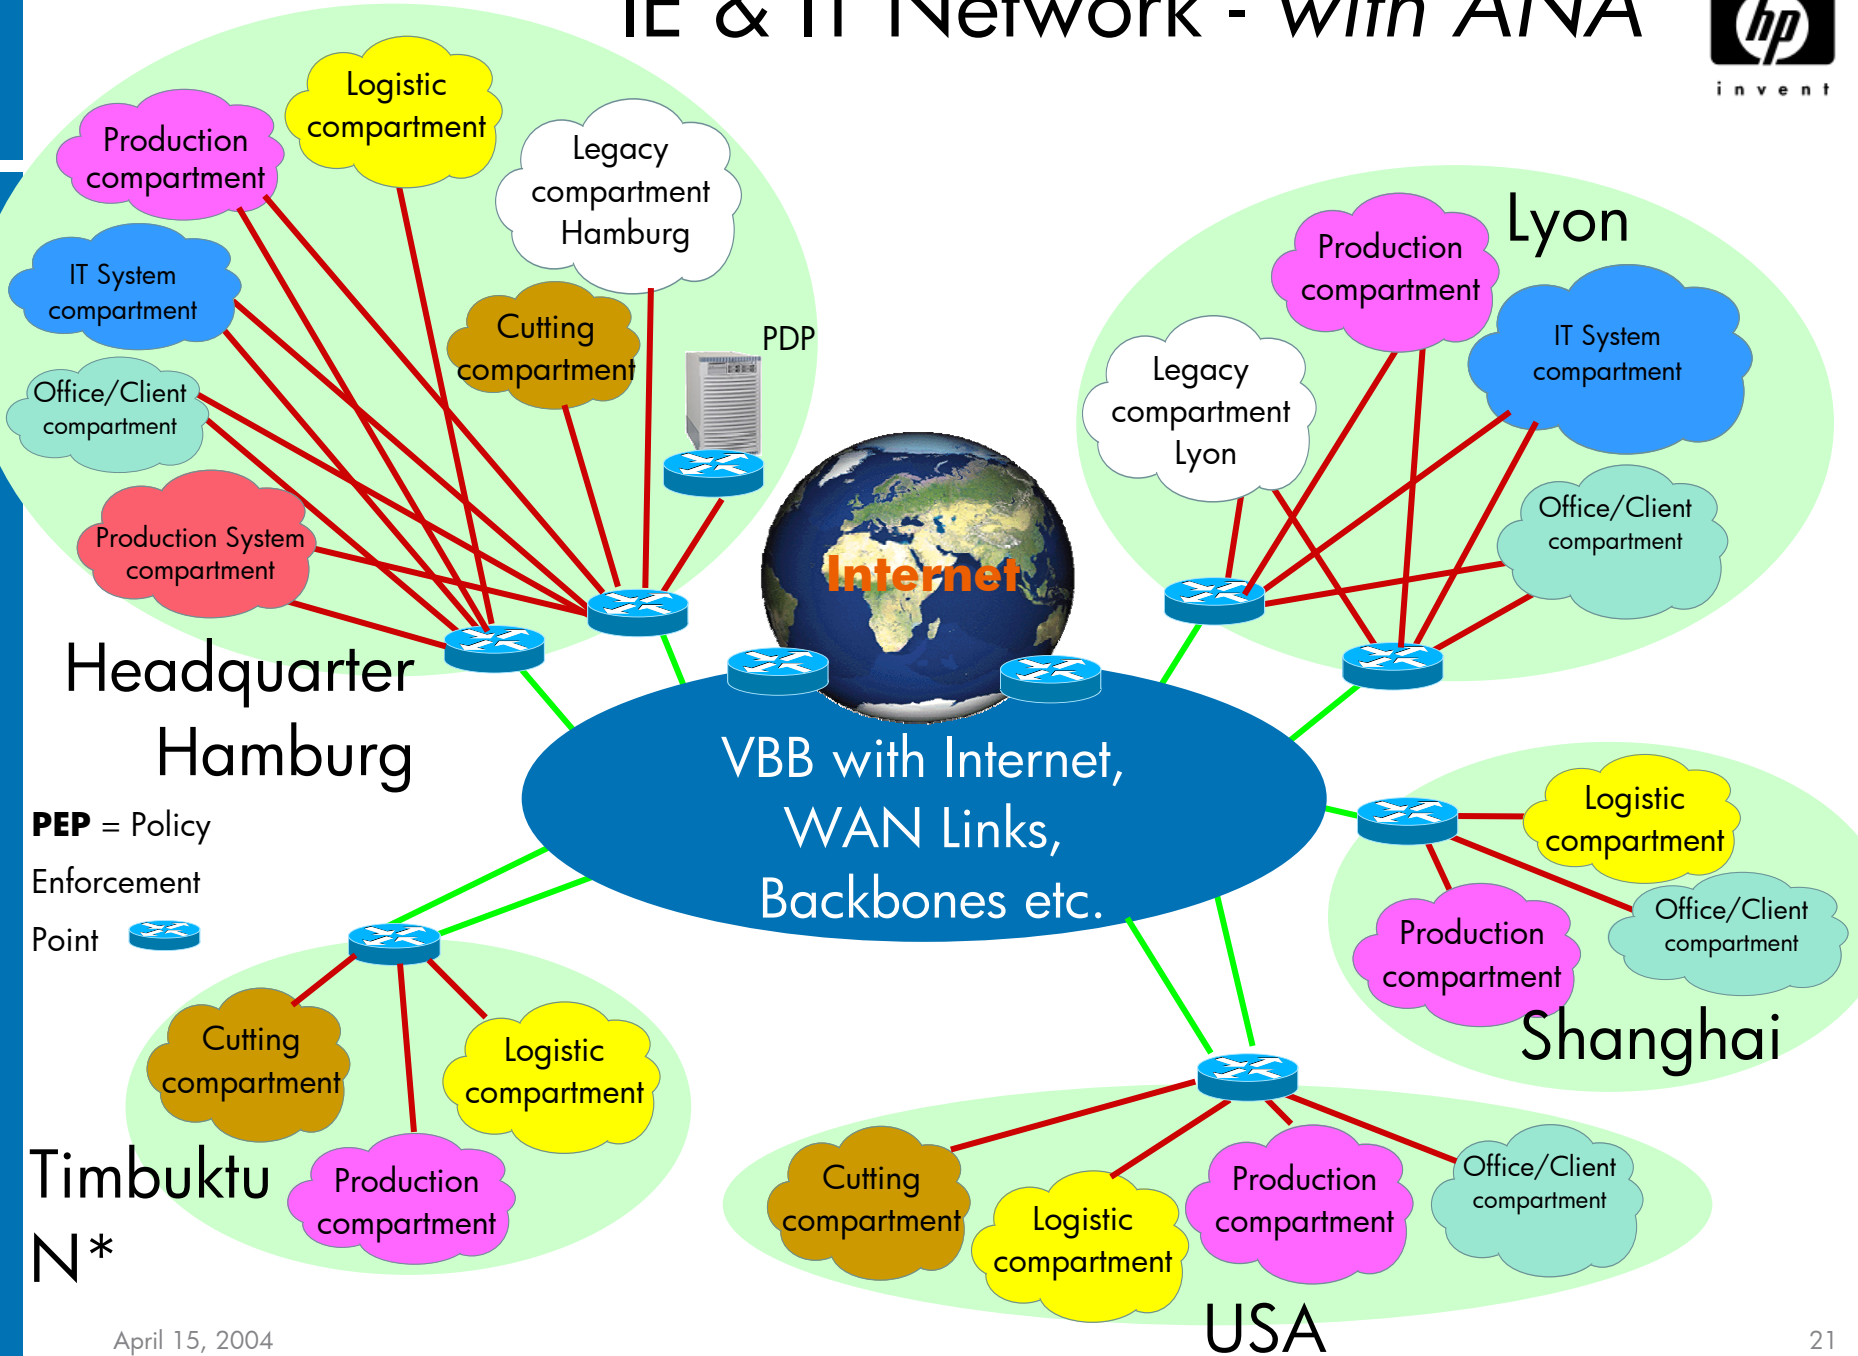 IE & IT Network - with ANA
hp
invent
Logistic
compartment
Production
compartment
Legacy
compartment
Hamburg
IT System
compartment
Cutting
compartment
PDP
Office/Client
compartment
Production System
compartment
Headquarter
Hamburg
Internet
Lyon
Production
compartment
IT System
compartment
Legacy
compartment
Lyon
Office/Client
compartment
VBB with Internet,
WAN Links,
Backbones etc.
PEP = Policy
Enforcement
Point
Logistic
compartment
Office/Client
compartment
Production
compartment
Shanghai
Cutting
compartment
Logistic
compartment
Production
compartment
Timbuktu
N*
Cutting
compartment
Logistic
compartment
Production
compartment
Office/Client
compartment
USA
April 15, 2004
21